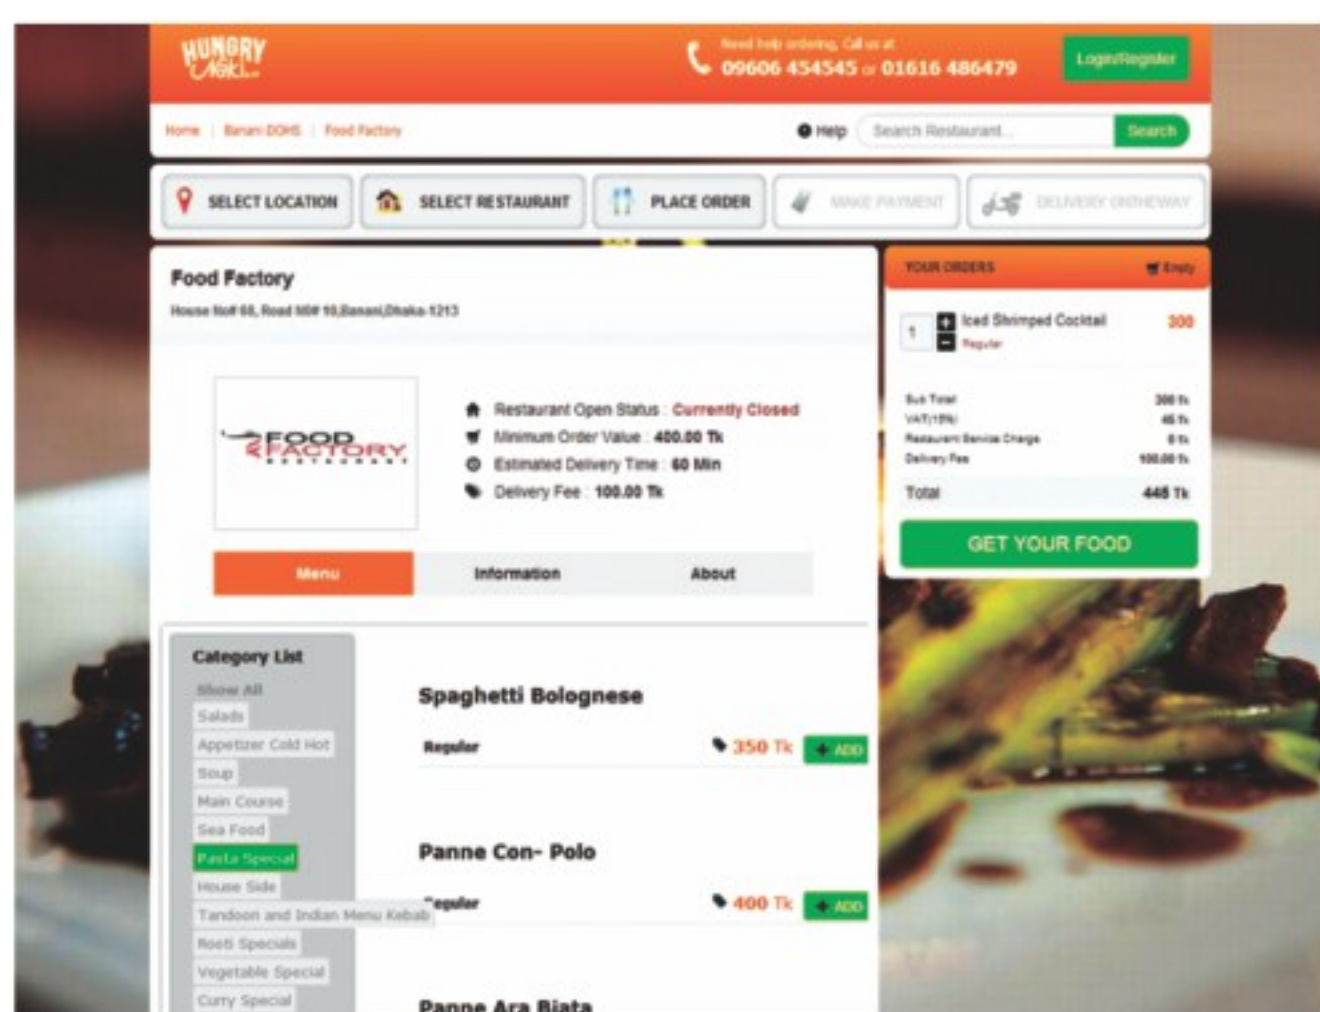 HUNGRY
NAKi
Need help ordering, Call us at
09606 454545 or 01616 486479
Login/Register
Home | Banani DOHS | Food Factory
Help
Search Restaurant...
Search
SELECT LOCATION
SELECT RESTAURANT
PLACE ORDER
MAKE PAYMENT
DELIVERY ONTHEWAY
Food Factory
House No# 68, Road N0# 10,Banani,Dhaka-1213
FOOD
FACTORY
RESTAURANT
Restaurant Open Status : Currently Closed
Minimum Order Value : 400.00 Tk
Estimated Delivery Time : 60 Min
Delivery Fee : 100.00 Tk
Menu
Information
About
YOUR ORDERS
Empty
1
Iced Shrimped Cocktail
300
Regular
Sub Total 300 Tk
VAT(15%) 45 Tk
Restaurant Service Charge 0 Tk
Delivery Fee 100.00 Tk
Total 445 Tk
GET YOUR FOOD
Category List
Show All
Salads
Appetizer Cold Hot
Soup
Main Course
Sea Food
Pasta Special
House Side
Tandoori and Indian Menu Kebab
Rooti Specials
Vegetable Special
Curry Special
Spaghetti Bolognese
Regular
350 Tk
+ ADD
Panne Con- Polo
Regular
400 Tk
+ ADD
Panne Ara Biata